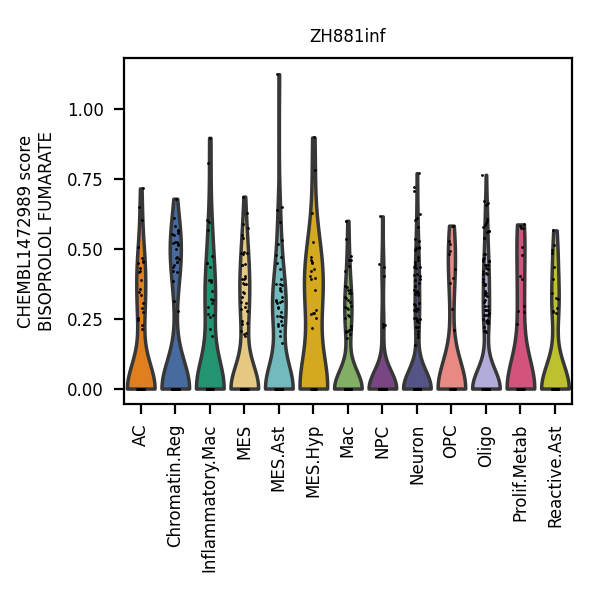 ZH881inf
CHEMBL1472989 score
BISOPROLOL FUMARATE
1.00
0.75
0.50
0.25
0.00
AC
Chromatin.Reg
Inflammatory.Mac
MES
MES.Ast
MES.Hyp
Mac
NPC
Neuron
OPC
Oligo
Prolif.Metab
Reactive.Ast